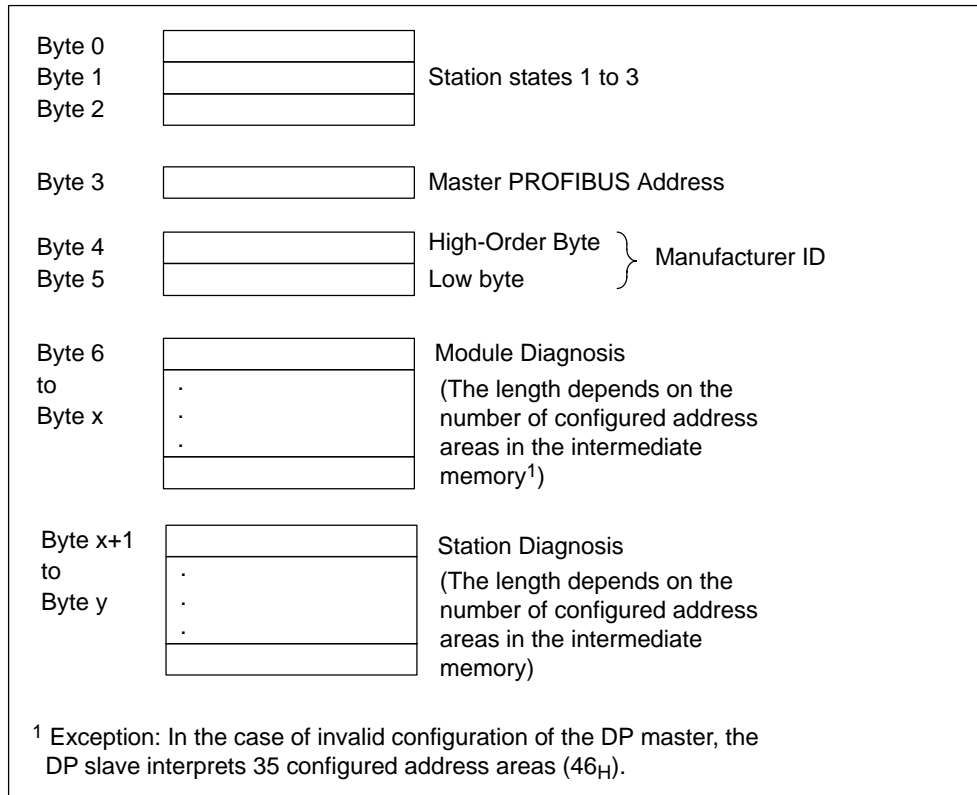 Byte 0
Byte 1 Station states 1 to 3
Byte 2
Byte 3 Master PROFIBUS Address
Byte 4 High-Order Byte
Byte 5 Low byte
Manufacturer ID
Byte 6 Module Diagnosis
to (The length depends on the
Byte x number of configured address
areas in the intermediate
memory¹)
.
.
.
Byte x+1 Station Diagnosis
to (The length depends on the
Byte y number of configured address
areas in the intermediate
memory)
.
.
.
¹ Exception: In the case of invalid configuration of the DP master, the
DP slave interprets 35 configured address areas (46H).